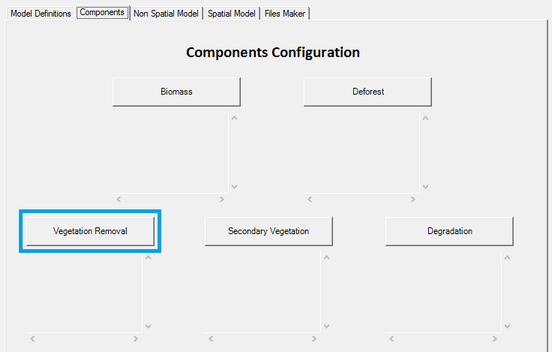 Model Definitions Components Non Spatial Model Spatial Model Files Maker
Components Configuration
Biomass Deforest
Vegetation Removal Secondary Vegetation Degradation